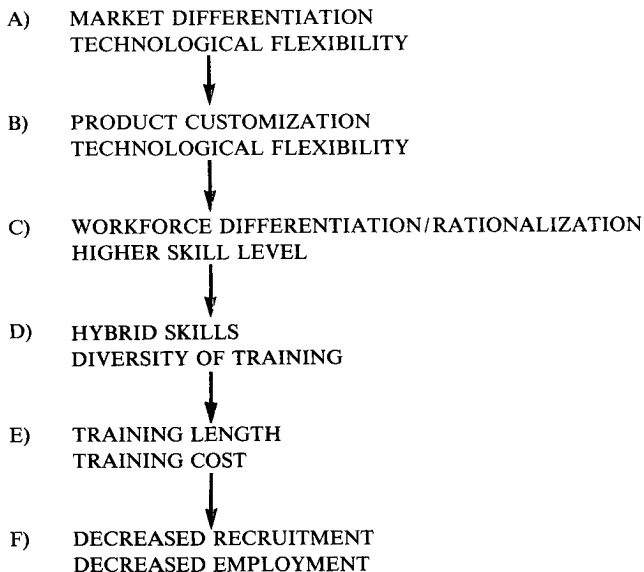 A) MARKET DIFFERENTIATION
TECHNOLOGICAL FLEXIBILITY
B) PRODUCT CUSTOMIZATION
TECHNOLOGICAL FLEXIBILITY
C) WORKFORCE DIFFERENTIATION/RATIONALIZATION
HIGHER SKILL LEVEL
D) HYBRID SKILLS
DIVERSITY OF TRAINING
E) TRAINING LENGTH
TRAINING COST
F) DECREASED RECRUITMENT
DECREASED EMPLOYMENT